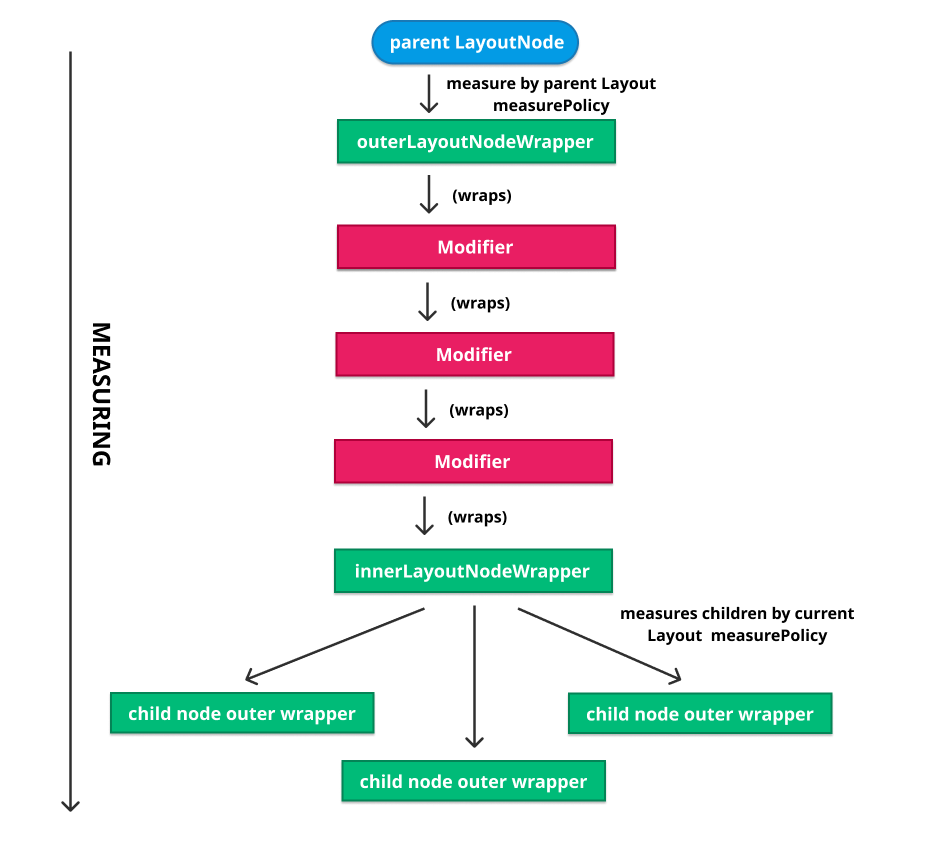 parent LayoutNode
measure by parent Layout
measurePolicy
outerLayoutNodeWrapper
(wraps)
Modifier
(wraps)
Modifier
(wraps)
Modifier
(wraps)
innerLayoutNodeWrapper
measures children by current
Layout measurePolicy
child node outer wrapper
child node outer wrapper
child node outer wrapper
MEASURING